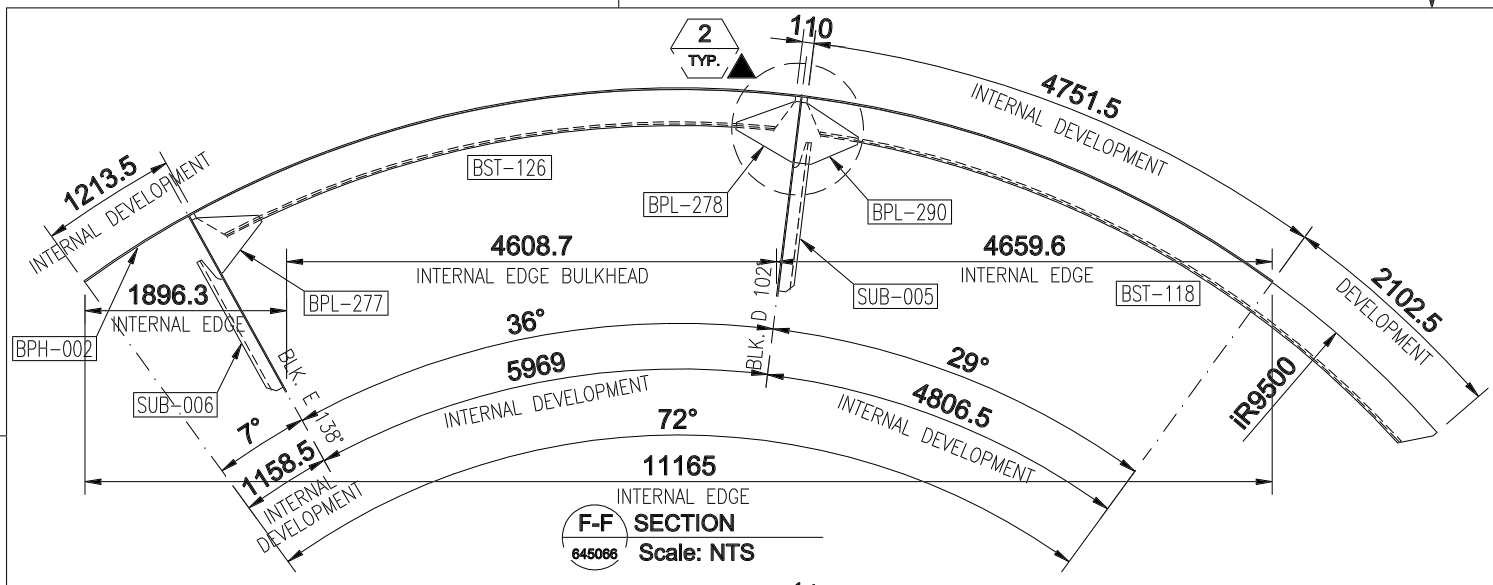 2
TYP.
110
4751.5
INTERNAL DEVELOPMENT
1213.5
INTERNAL DEVELOPMENT
BST-126
BPL-278
BPL-290
4608.7
INTERNAL EDGE BULKHEAD
4659.6
INTERNAL EDGE
2102.5
DEVELOPMENT
1896.3
INTERNAL EDGE
BPL-277
SUB-005
BST-118
BPH-002
36°
BLK. D 102°
29°
SUB-006
BLK. E 138°
5969
INTERNAL DEVELOPMENT
4806.5
INTERNAL DEVELOPMENT
iR9500
7°
72°
1158.5
INTERNAL
DEVELOPMENT
11165
INTERNAL EDGE
F-F SECTION
645066 Scale: NTS